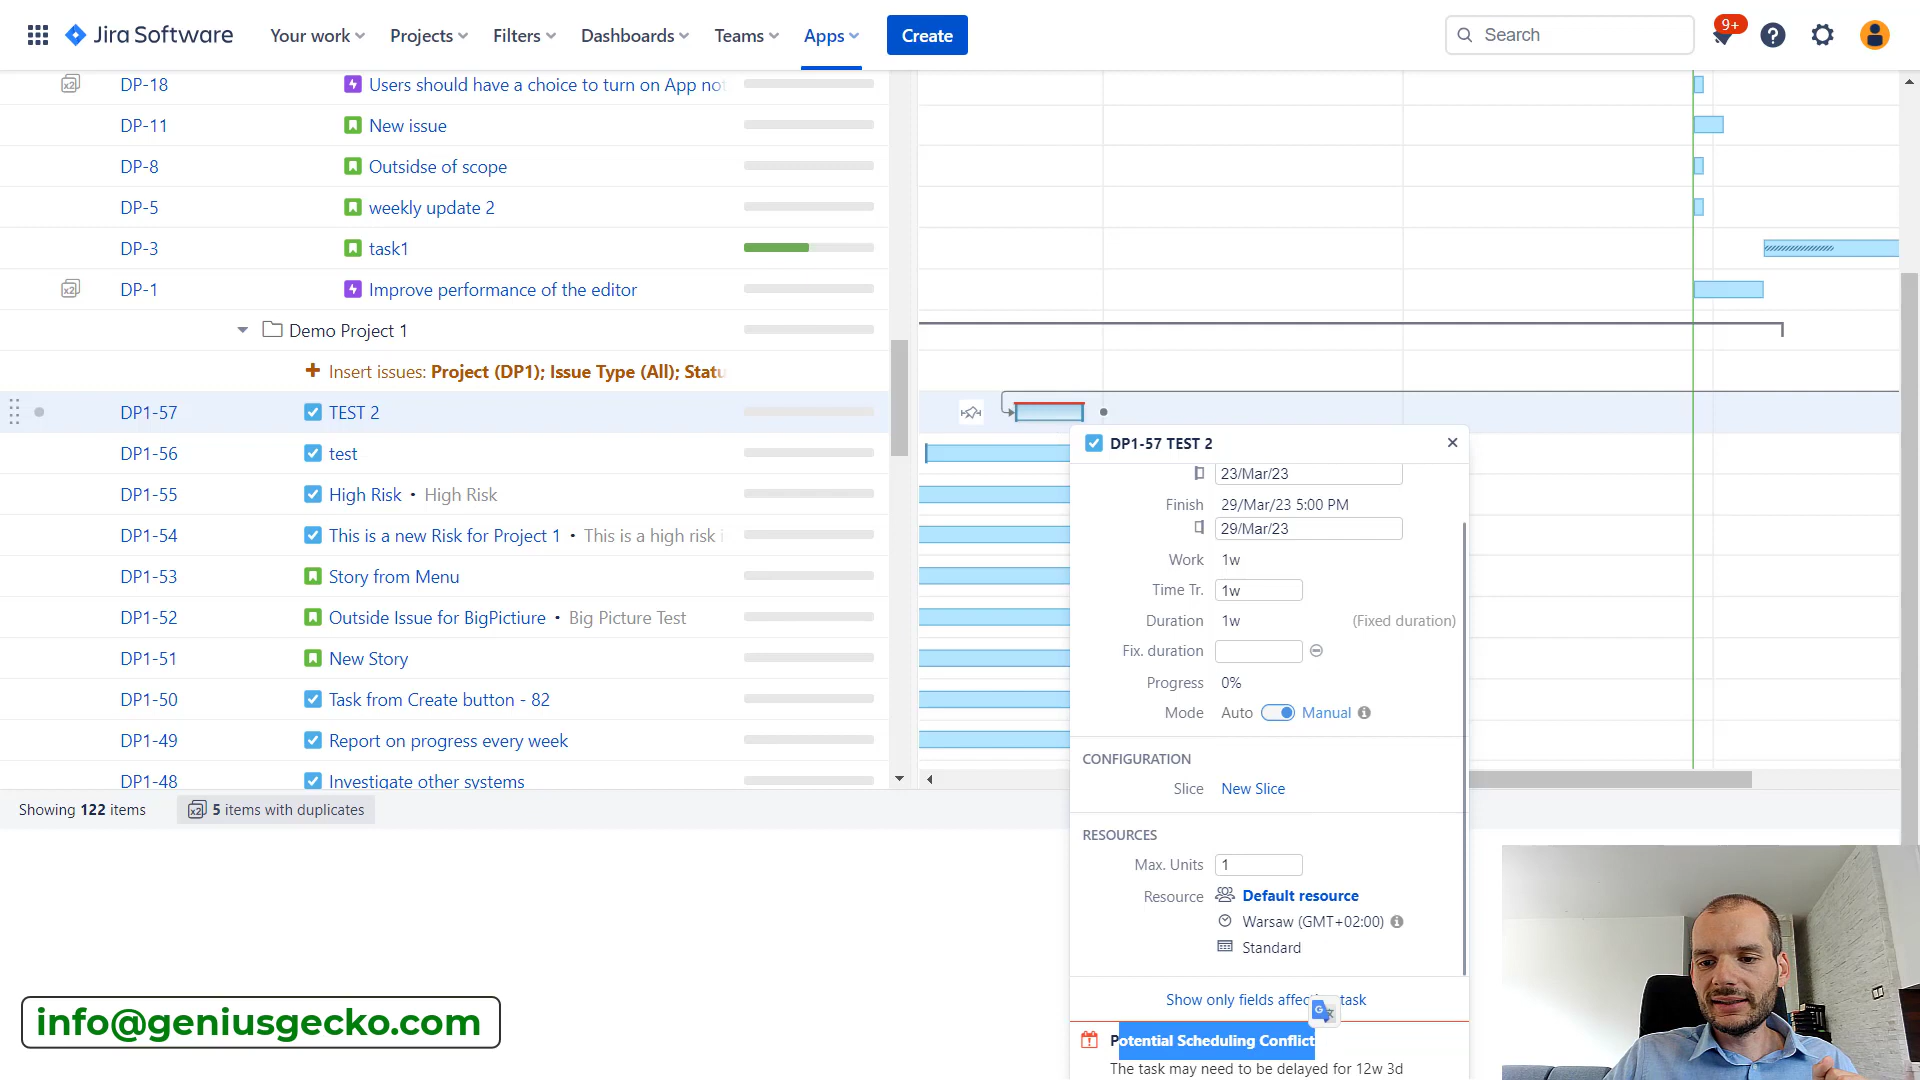 Jira Software
Your work
Projects
Filters
Dashboards
Teams
Apps
Create
Search
9+
DP-18 Users should have a choice to turn on App no
DP-11 New issue
DP-8 Outsidse of scope
DP-5 weekly update 2
DP-3 task1
DP-1 Improve performance of the editor
Demo Project 1
Insert issues: Project (DP1); Issue Type (All); Statu
DP1-57 TEST 2
DP1-56 test
DP1-55 High Risk • High Risk
DP1-54 This is a new Risk for Project 1 • This is a high risk i
DP1-53 Story from Menu
DP1-52 Outside Issue for BigPictiure • Big Picture Test
DP1-51 New Story
DP1-50 Task from Create button - 82
DP1-49 Report on progress every week
DP1-48 Investigate other systems
Showing 122 items
x2 5 items with duplicates
DP1-57 TEST 2
23/Mar/23
Finish 29/Mar/23 5:00 PM
29/Mar/23
Work 1w
Time Tr. 1w
Duration 1w (Fixed duration)
Fix. duration
Progress 0%
Mode Auto Manual
CONFIGURATION
Slice New Slice
RESOURCES
Max. Units 1
Resource Default resource
Warsaw (GMT+02:00)
Standard
Show only fields affec task
Potential Scheduling Conflict
The task may need to be delayed for 12w 3d
info@geniusgecko.com